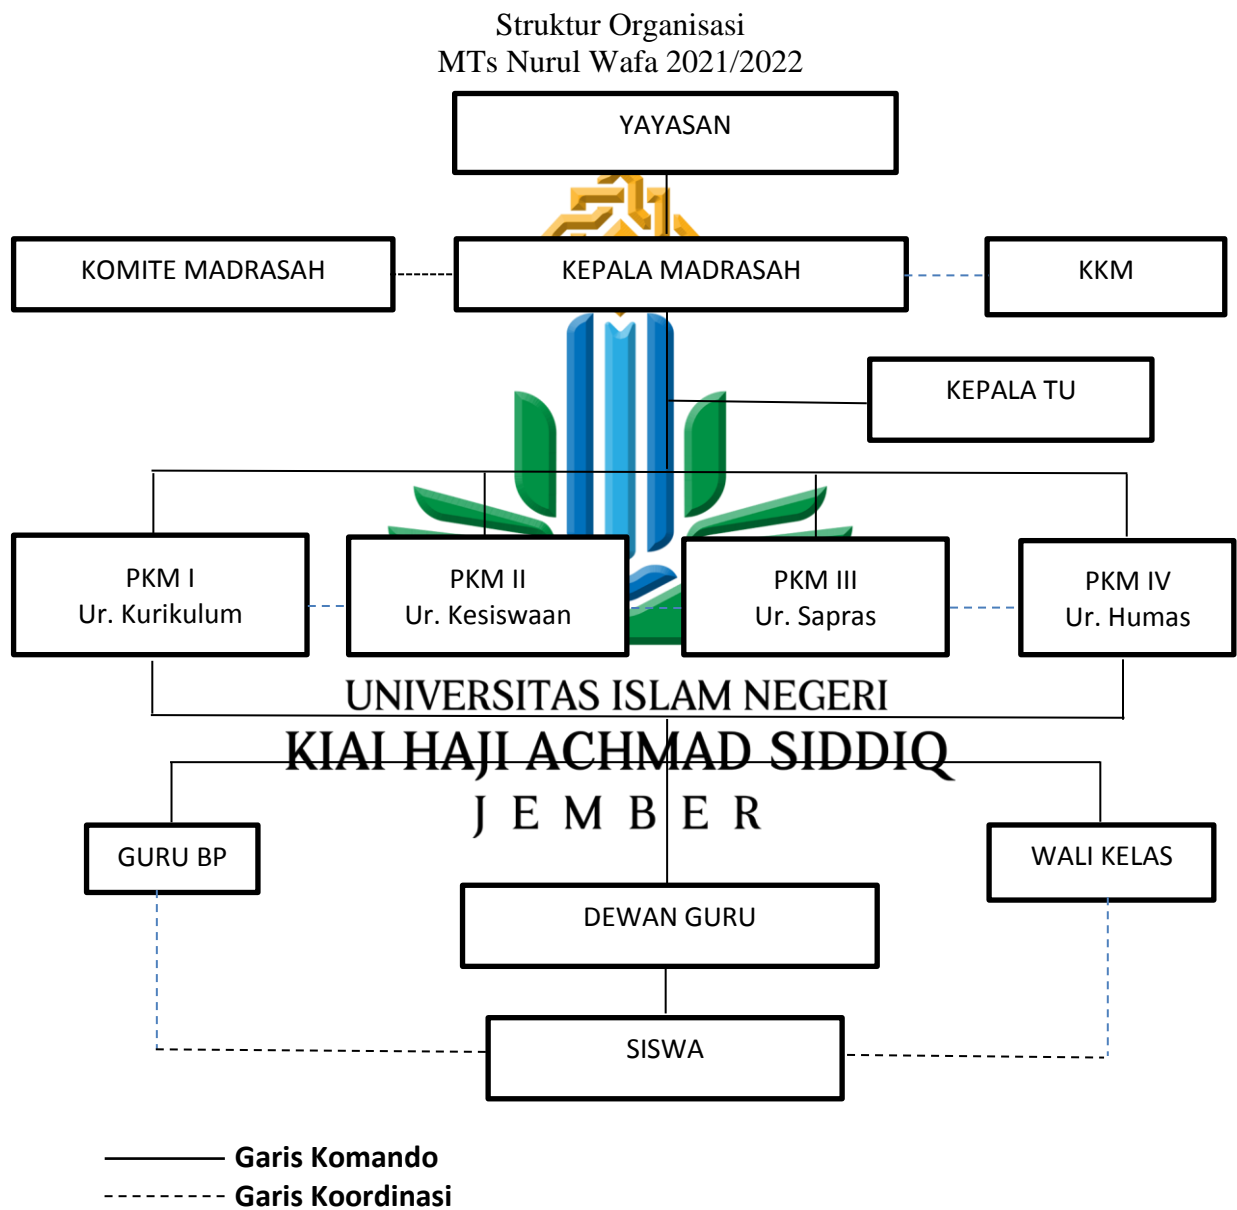 Struktur Organisasi
MTs Nurul Wafa 2021/2022
YAYASAN
KOMITE MADRASAH
KEPALA MADRASAH
KKM
KEPALA TU
PKM I
Ur. Kurikulum
PKM II
Ur. Kesiswaan
PKM III
Ur. Sapras
PKM IV
Ur. Humas
UNIVERSITAS ISLAM NEGERI
KIAI HAJI ACHMAD SIDDIQ
JEMBER
GURU BP
WALI KELAS
DEWAN GURU
SISWA
Garis Komando
Garis Koordinasi